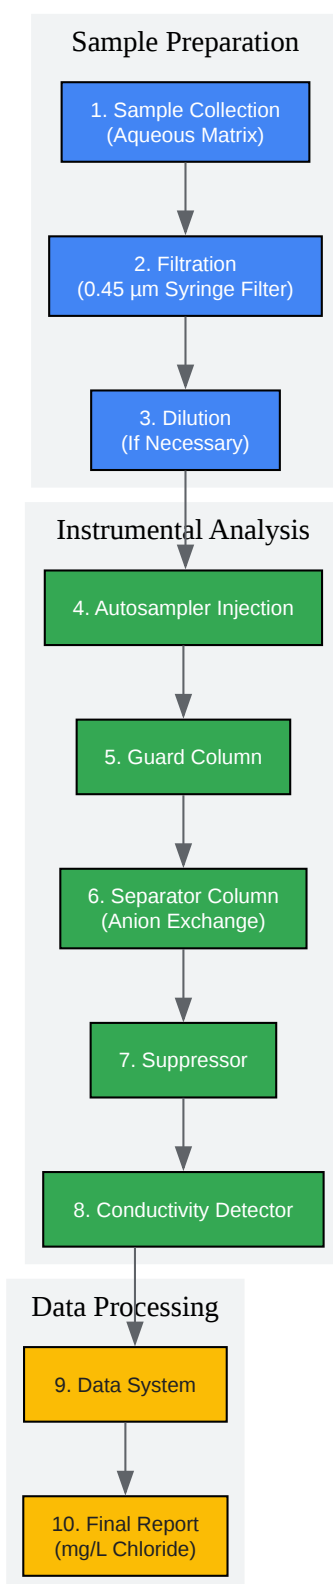 Sample Preparation
1. Sample Collection
(Aqueous Matrix)
2. Filtration
(0.45 µm Syringe Filter)
3. Dilution
(If Necessary)
Instrumental Analysis
4. Autosampler Injection
5. Guard Column
6. Separator Column
(Anion Exchange)
7. Suppressor
8. Conductivity Detector
Data Processing
9. Data System
10. Final Report
(mg/L Chloride)